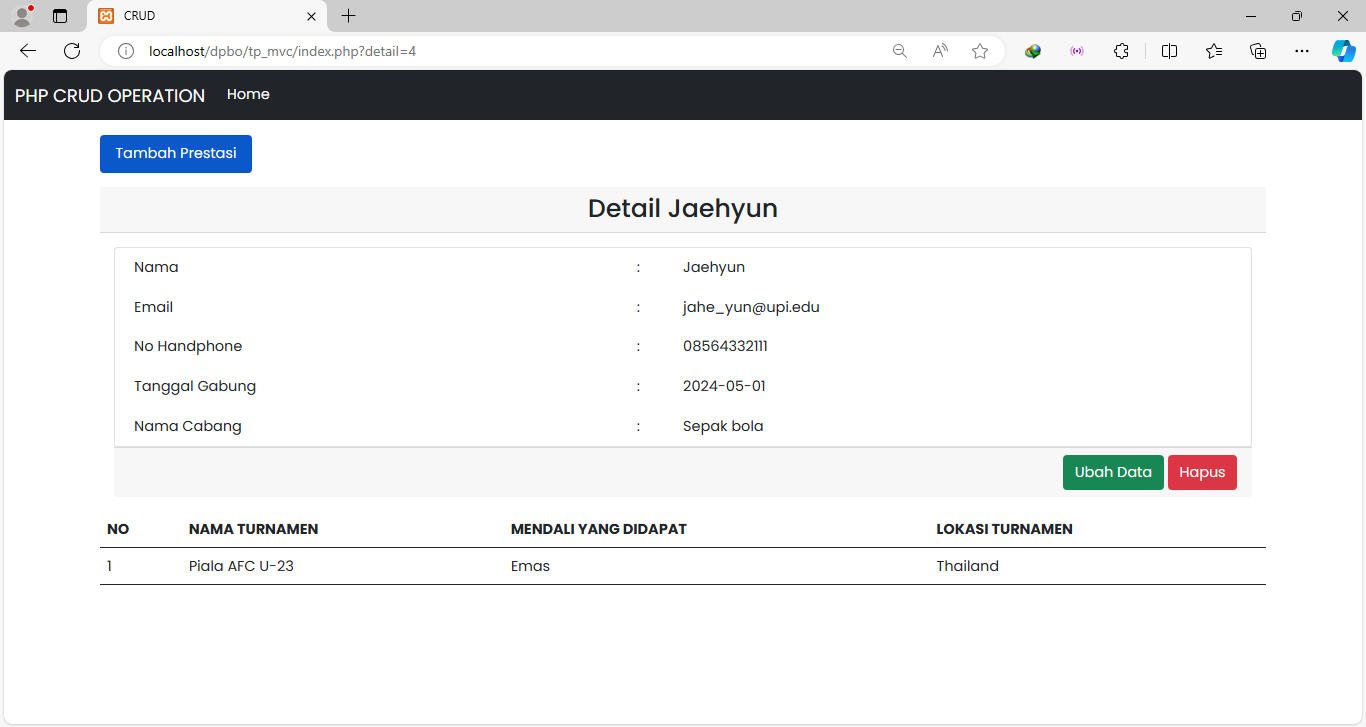 CRUD
localhost/dpbo/tp_mvc/index.php?detail=4
PHP CRUD OPERATION Home
Tambah Prestasi
Detail Jaehyun
Nama : Jaehyun
Email : jahe_yun@upi.edu
No Handphone : 08564332111
Tanggal Gabung : 2024-05-01
Nama Cabang : Sepak bola
Ubah Data Hapus
NO NAMA TURNAMEN MENDALI YANG DIDAPAT LOKASI TURNAMEN
1 Piala AFC U-23 Emas Thailand